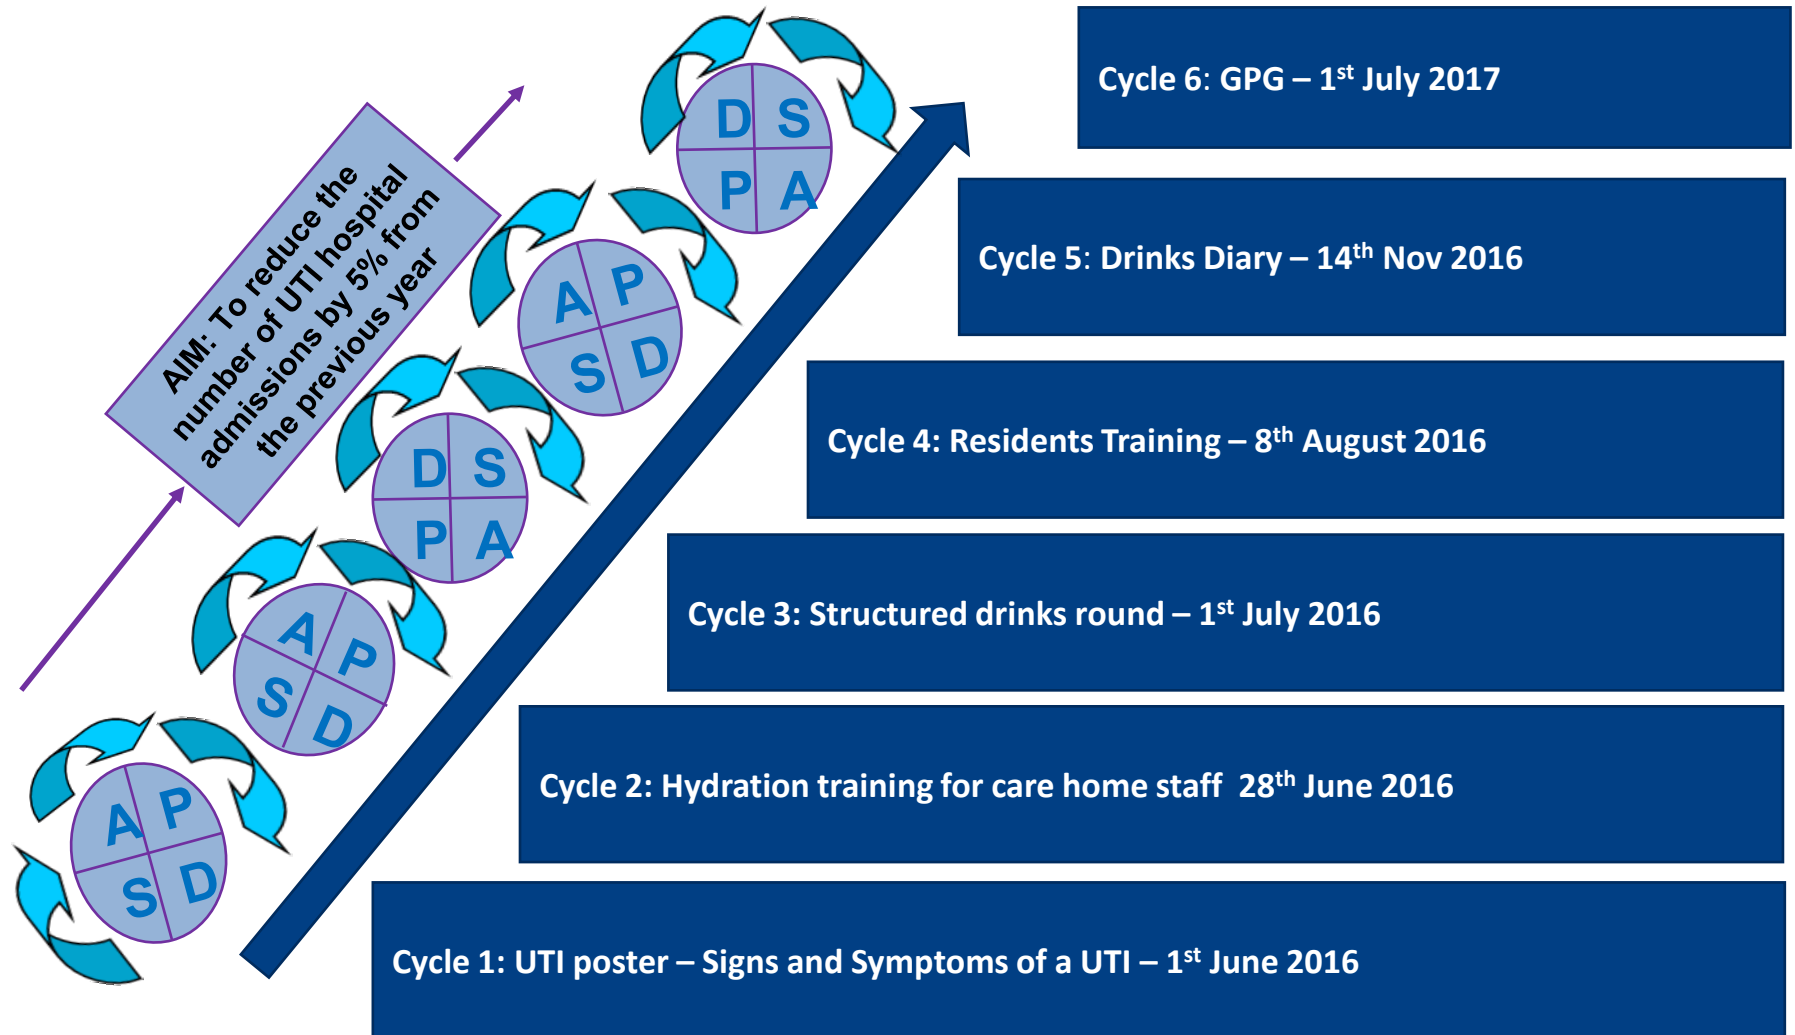 AIM: To reduce the
number of UTI hospital
admissions by 5% from
the previous year
D S
P A
A P
S D
D S
P A
A P
S D
A P
S D
Cycle 6: GPG – 1st July 2017
Cycle 5: Drinks Diary – 14th Nov 2016
Cycle 4: Residents Training – 8th August 2016
Cycle 3: Structured drinks round – 1st July 2016
Cycle 2: Hydration training for care home staff  28th June 2016
Cycle 1: UTI poster – Signs and Symptoms of a UTI – 1st June 2016